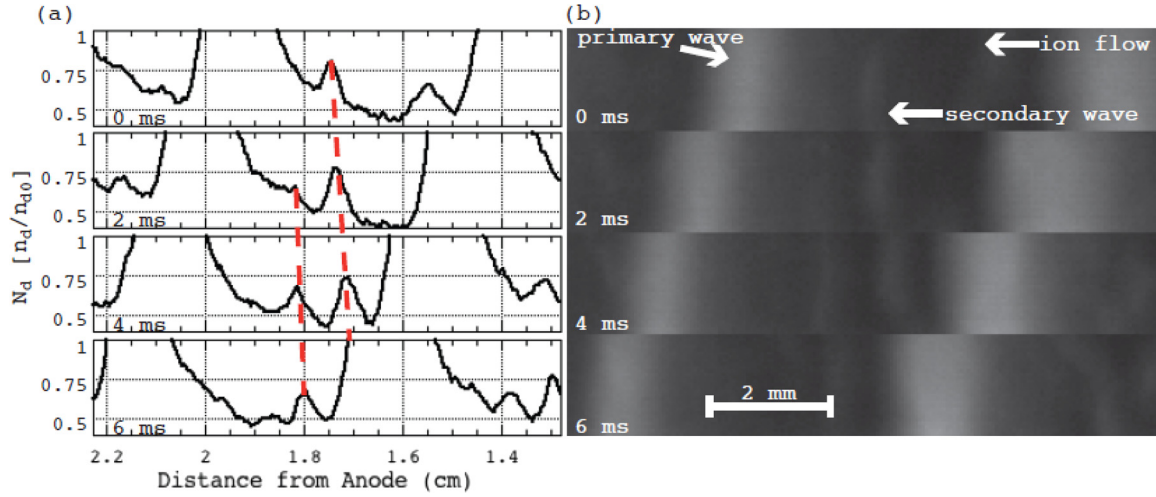 (a)
1
0.75
0.5
0 ms
1
0.75
0.5
2 ms
1
0.75
0.5
4 ms
1
0.75
0.5
6 ms
N_d [n_d/n_d0]
2.2 2 1.8 1.6 1.4
Distance from Anode (cm)
(b)
primary wave
ion flow
secondary wave
0 ms
2 ms
4 ms
2 mm
6 ms